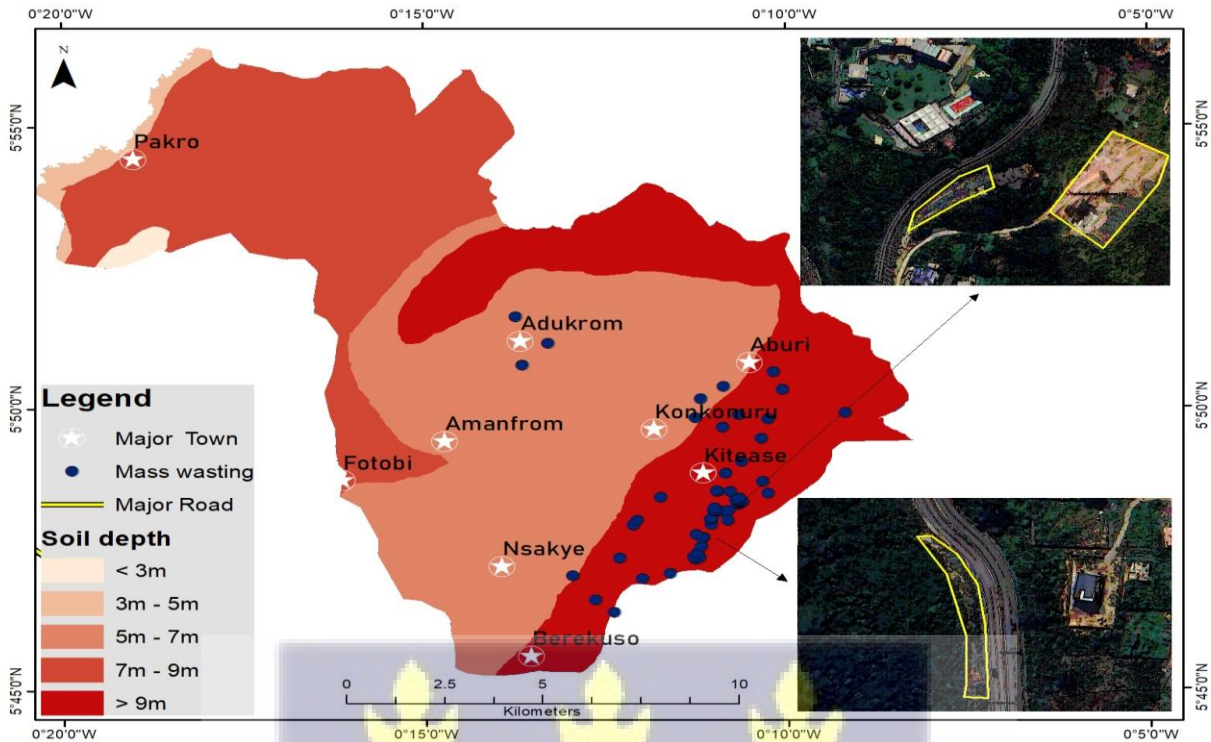 0°20'0"W 0°15'0"W 0°10'0"W 0°5'0"W
N
5°55'0"N
5°55'0"N
Pakro
Adukrom
Aburi
5°50'0"N
5°50'0"N
Legend
Major Town
Mass wasting
Major Road
Soil depth
< 3m
3m - 5m
5m - 7m
7m - 9m
> 9m
Konkonuru
Amanfrom
Kitease
Fotobi
Nsakye
Berekuso
0 2.5 5 10
Kilometers
5°45'0"N
5°45'0"N
0°20'0"W 0°15'0"W 0°10'0"W 0°5'0"W